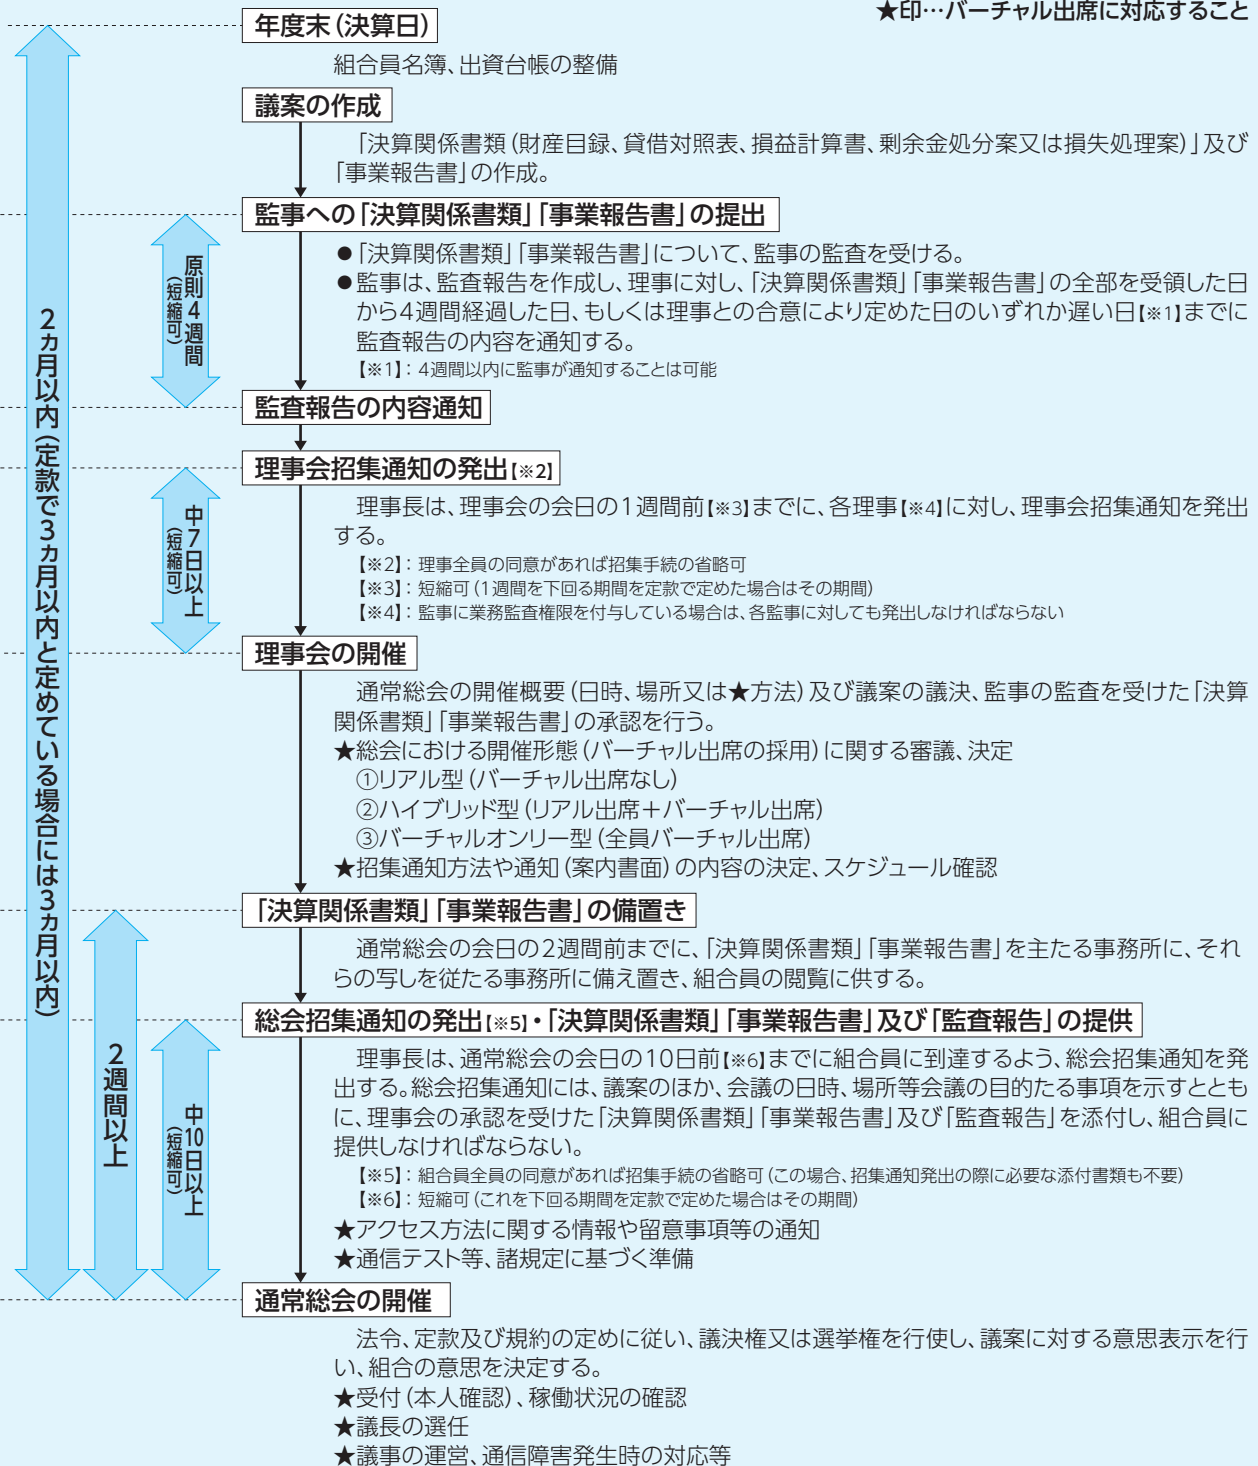 ★印…バーチャル出席に対応すること
年度末（決算日）
組合員名簿、出資台帳の整備
議案の作成
「決算関係書類（財産目録、貸借対照表、損益計算書、剰余金処分案又は損失処理案）」及び
「事業報告書」の作成。
監事への「決算関係書類」「事業報告書」の提出
●「決算関係書類」「事業報告書」について、監事の監査を受ける。
●監事は、監査報告を作成し、理事に対し、「決算関係書類」「事業報告書」の全部を受領した日
から4週間経過した日、もしくは理事との合意により定めた日のいずれか遅い日【※1】までに
監査報告の内容を通知する。
【※1】：4週間以内に監事が通知することは可能
原則4週間
（短縮可）
監査報告の内容通知
理事会招集通知の発出【※2】
理事長は、理事会の会日の1週間前【※3】までに、各理事【※4】に対し、理事会招集通知を発出
する。
【※2】：理事全員の同意があれば招集手続の省略可
【※3】：短縮可（1週間を下回る期間を定款で定めた場合はその期間）
【※4】：監事に業務監査権限を付与している場合は、各監事に対しても発出しなければならない
中7日以上
（短縮可）
2ヵ月以内（定款で3ヵ月以内と定めている場合には3ヵ月以内）
理事会の開催
通常総会の開催概要（日時、場所又は★方法）及び議案の議決、監事の監査を受けた「決算
関係書類」「事業報告書」の承認を行う。
★総会における開催形態（バーチャル出席の採用）に関する審議、決定
①リアル型（バーチャル出席なし）
②ハイブリッド型（リアル出席＋バーチャル出席）
③バーチャルオンリー型（全員バーチャル出席）
★招集通知方法や通知（案内書面）の内容の決定、スケジュール確認
「決算関係書類」「事業報告書」の備置き
通常総会の会日の2週間前までに、「決算関係書類」「事業報告書」を主たる事務所に、それ
らの写しを従たる事務所に備え置き、組合員の閲覧に供する。
総会招集通知の発出【※5】・「決算関係書類」「事業報告書」及び「監査報告」の提供
理事長は、通常総会の会日の10日前【※6】までに組合員に到達するよう、総会招集通知を発
出する。総会招集通知には、議案のほか、会議の日時、場所等会議の目的たる事項を示すととも
に、理事会の承認を受けた「決算関係書類」「事業報告書」及び「監査報告」を添付し、組合員に
提供しなければならない。
【※5】：組合員全員の同意があれば招集手続の省略可（この場合、招集通知発出の際に必要な添付書類も不要）
【※6】：短縮可（これを下回る期間を定款で定めた場合はその期間）
★アクセス方法に関する情報や留意事項等の通知
★通信テスト等、諸規定に基づく準備
2週間以上
中10日以上
（短縮可）
通常総会の開催
法令、定款及び規約の定めに従い、議決権又は選挙権を行使し、議案に対する意思表示を行
い、組合の意思を決定する。
★受付（本人確認）、稼働状況の確認
★議長の選任
★議事の運営、通信障害発生時の対応等